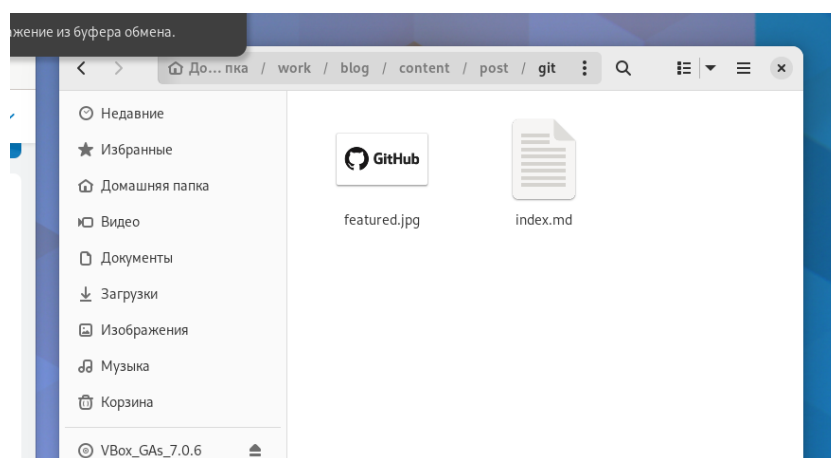 ажение из буфера обмена.
До... пка / work / blog / content / post / git
Недавние
Избранные
Домашняя папка
Видео
Документы
Загрузки
Изображения
Музыка
Корзина
VBox_GAs_7.0.6
GitHub
featured.jpg
index.md